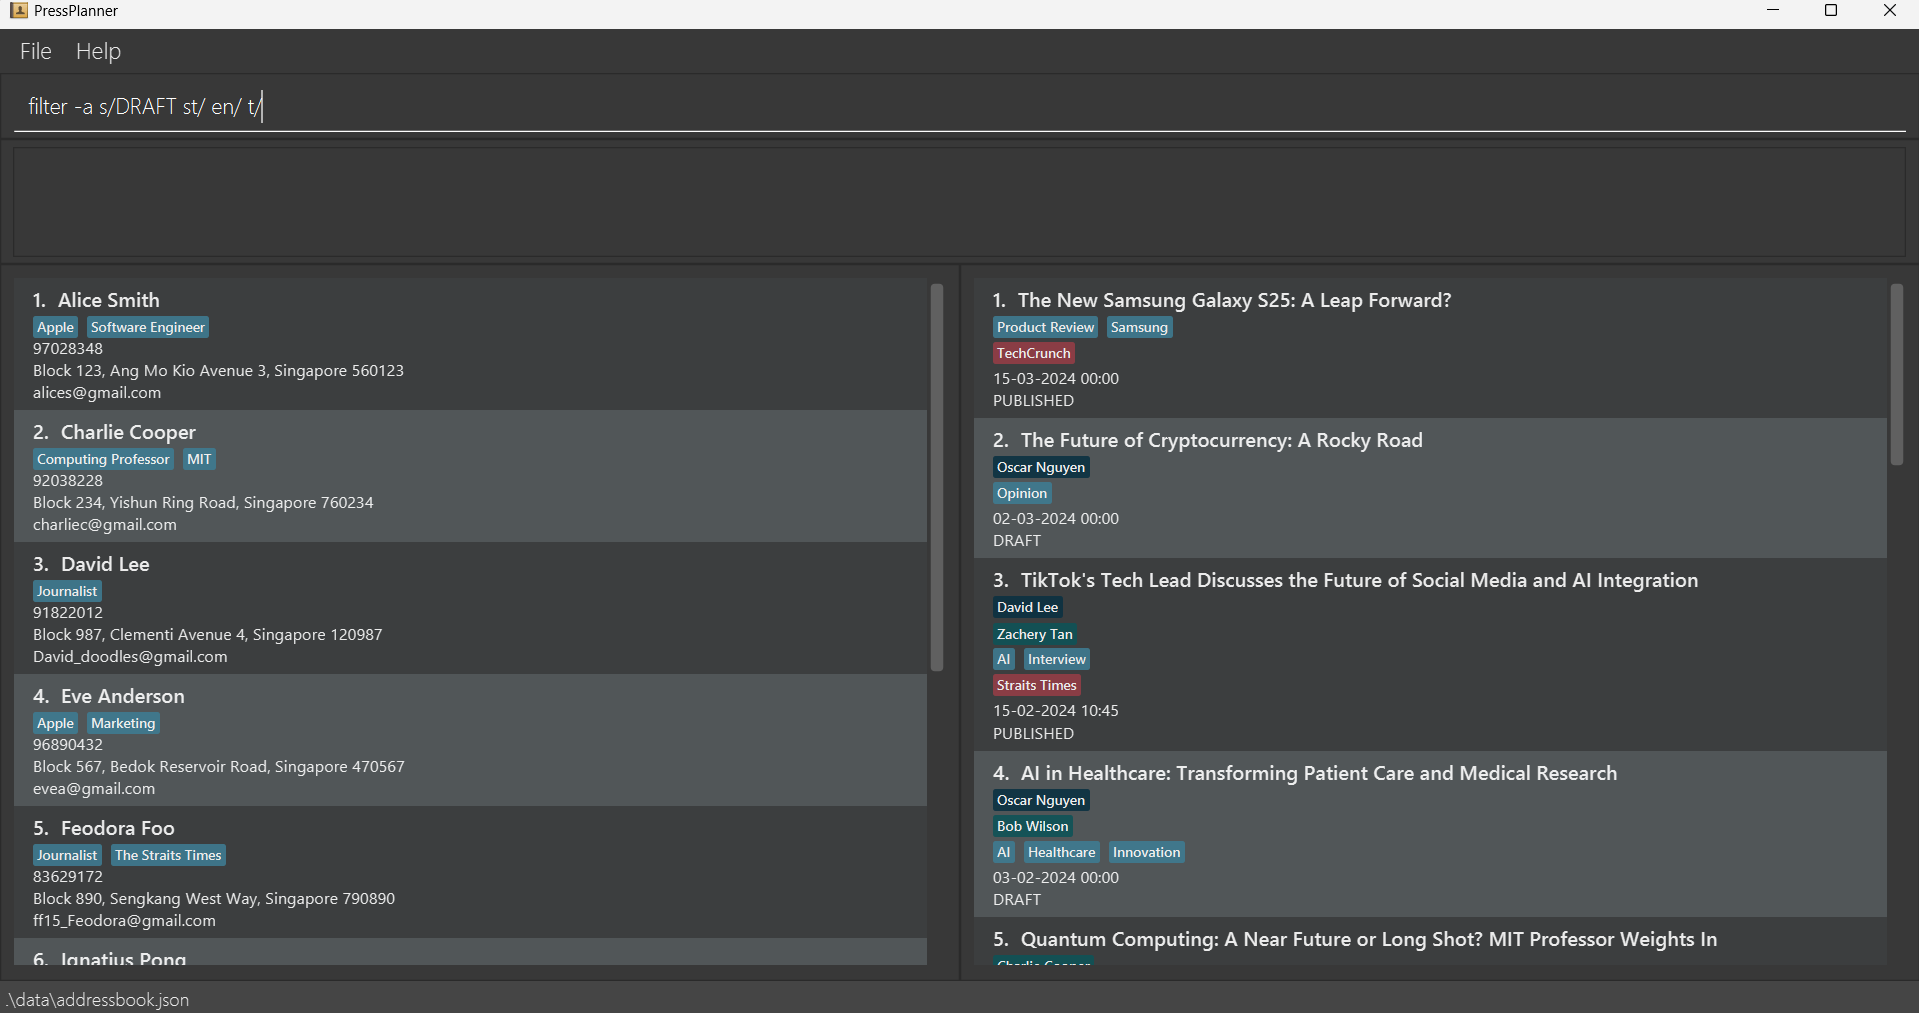 PressPlanner
File Help
filter -a s/DRAFT st/ en/ t/
1. Alice Smith
Apple Software Engineer
97028348
Block 123, Ang Mo Kio Avenue 3, Singapore 560123
alices@gmail.com
2. Charlie Cooper
Computing Professor MIT
92038228
Block 234, Yishun Ring Road, Singapore 760234
charliec@gmail.com
3. David Lee
Journalist
91822012
Block 987, Clementi Avenue 4, Singapore 120987
David_doodles@gmail.com
4. Eve Anderson
Apple Marketing
96890432
Block 567, Bedok Reservoir Road, Singapore 470567
evea@gmail.com
5. Feodora Foo
Journalist The Straits Times
83629172
Block 890, Sengkang West Way, Singapore 790890
ff15_Feodora@gmail.com
6. Ignatius Pong
1. The New Samsung Galaxy S25: A Leap Forward?
Product Review Samsung
TechCrunch
15-03-2024 00:00
PUBLISHED
2. The Future of Cryptocurrency: A Rocky Road
Oscar Nguyen
Opinion
02-03-2024 00:00
DRAFT
3. TikTok's Tech Lead Discusses the Future of Social Media and AI Integration
David Lee
Zachery Tan
AI Interview
Straits Times
15-02-2024 10:45
PUBLISHED
4. AI in Healthcare: Transforming Patient Care and Medical Research
Oscar Nguyen
Bob Wilson
AI Healthcare Innovation
03-02-2024 00:00
DRAFT
5. Quantum Computing: A Near Future or Long Shot? MIT Professor Weights In
Charlie Cooper
.\data\addressbook.json